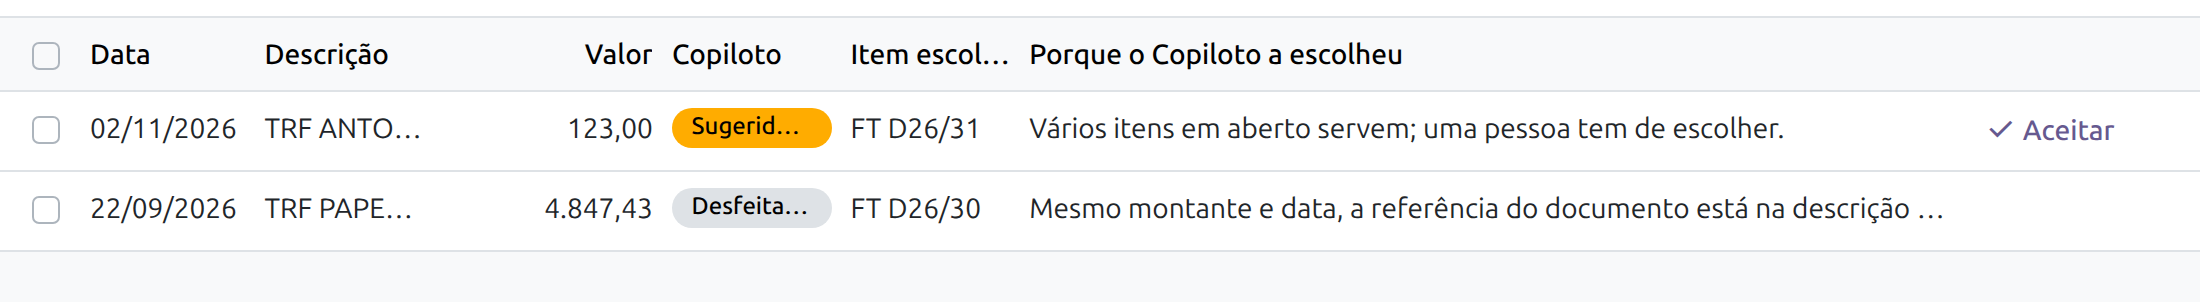 Data Descrição Valor Copiloto Item escol... Porque o Copiloto a escolheu
02/11/2026 TRF ANTO... 123,00 Sugerid... FT D26/31 Vários itens em aberto servem; uma pessoa tem de escolher. Aceitar
22/09/2026 TRF PAPE... 4.847,43 Desfeita... FT D26/30 Mesmo montante e data, a referência do documento está na descrição ...